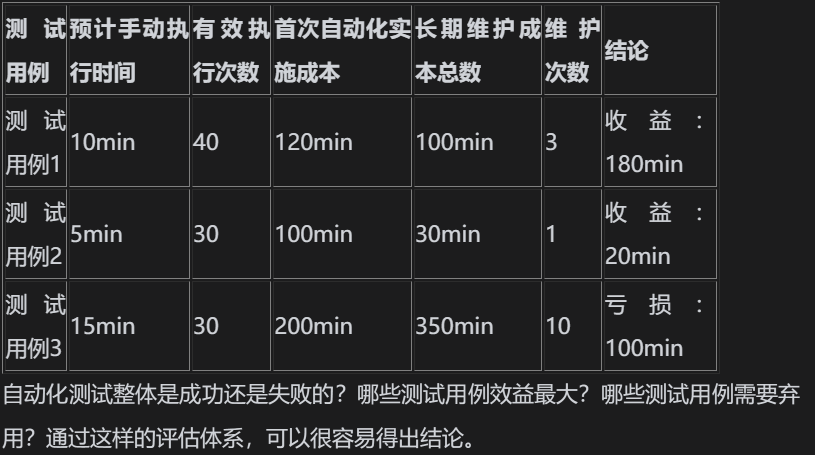 测试 预计手动执 有效执 首次自动化实 长期维护成 维护 结论
用例 行时间 行次数 施成本 本总数 次数
测试 10min 40 120min 100min 3 收益：
用例1 180min
测试 5min 30 100min 30min 1 收益：
用例2 20min
测试 15min 30 200min 350min 10 亏损：
用例3 100min
自动化测试整体是成功还是失败的？哪些测试用例效益最大？哪些测试用例需要弃
用？通过这样的评估体系，可以很容易得出结论。